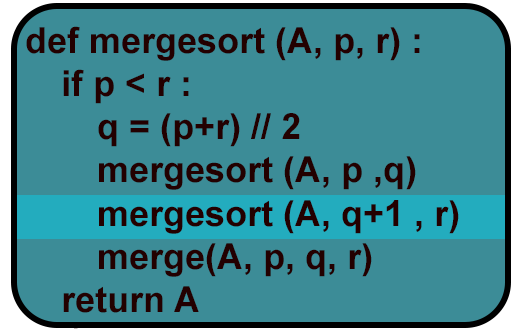 def mergesort (A, p, r) :
if p < r :
q = (p+r) // 2
mergesort (A, p ,q)
mergesort (A, q+1 , r)
merge(A, p, q, r)
return A